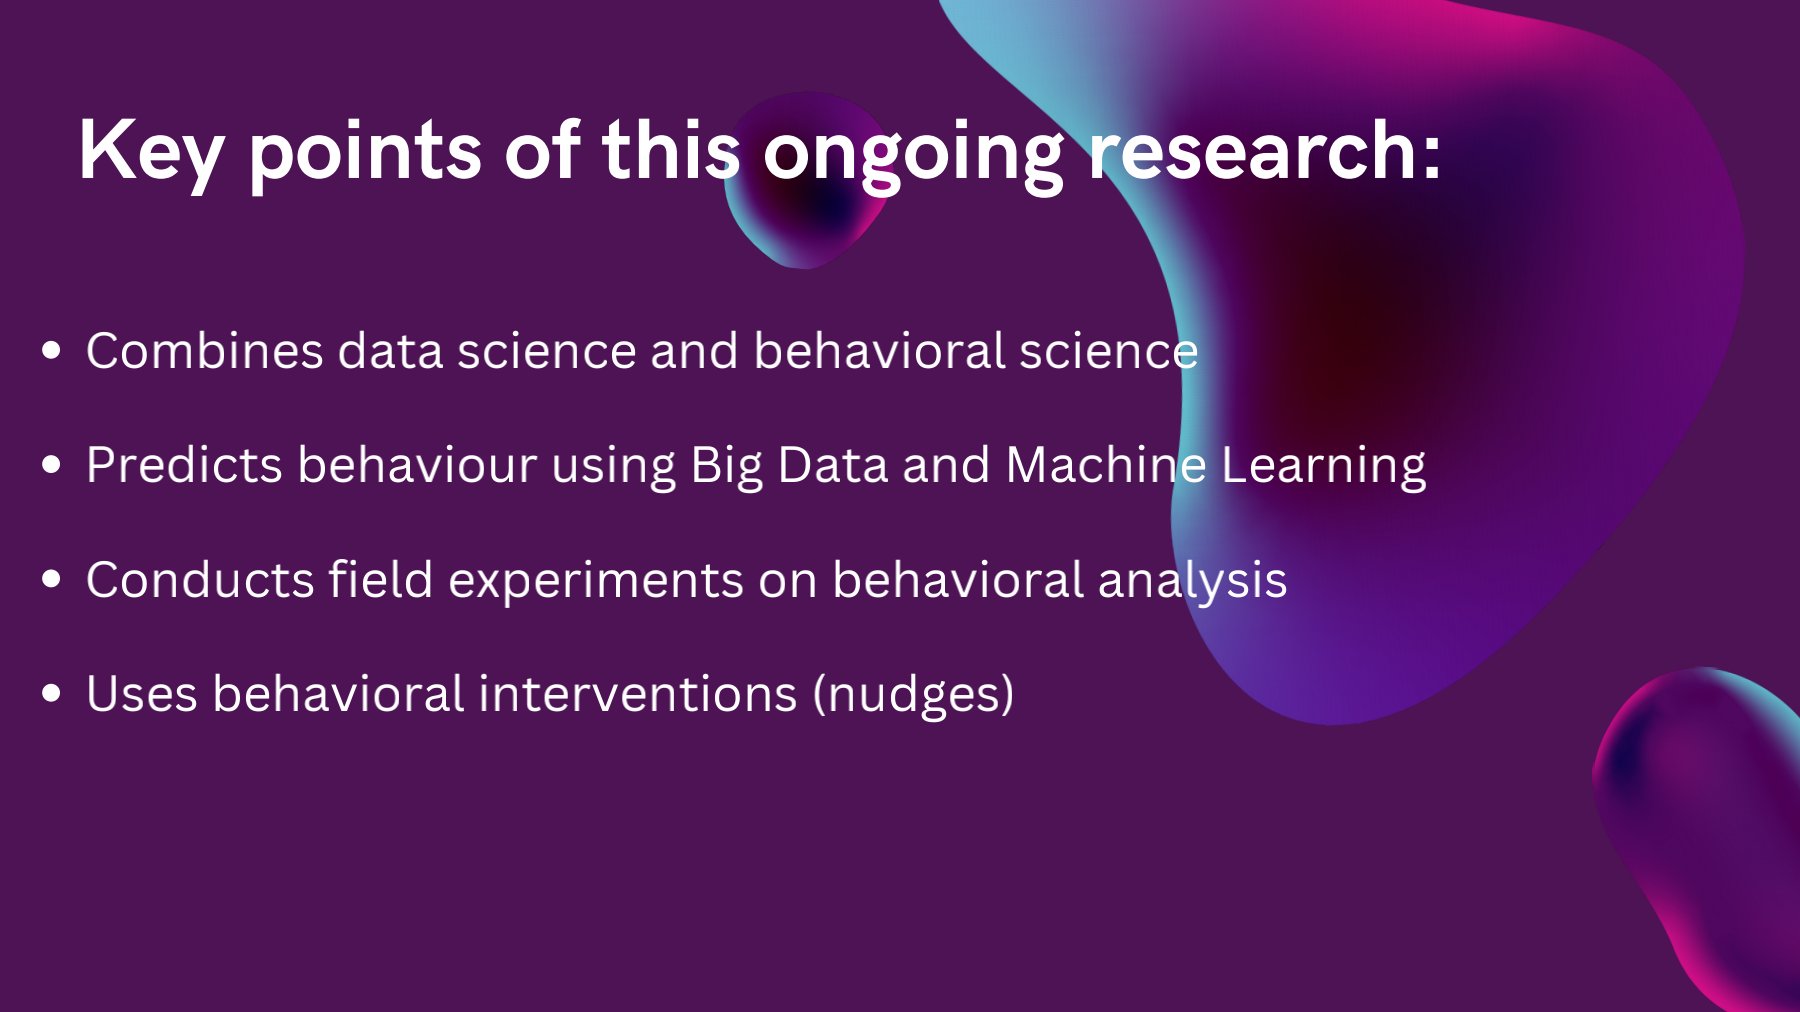 Key points of this ongoing research:
• Combines data science and behavioral science
• Predicts behaviour using Big Data and Machine Learning
• Conducts field experiments on behavioral analysis
• Uses behavioral interventions (nudges)